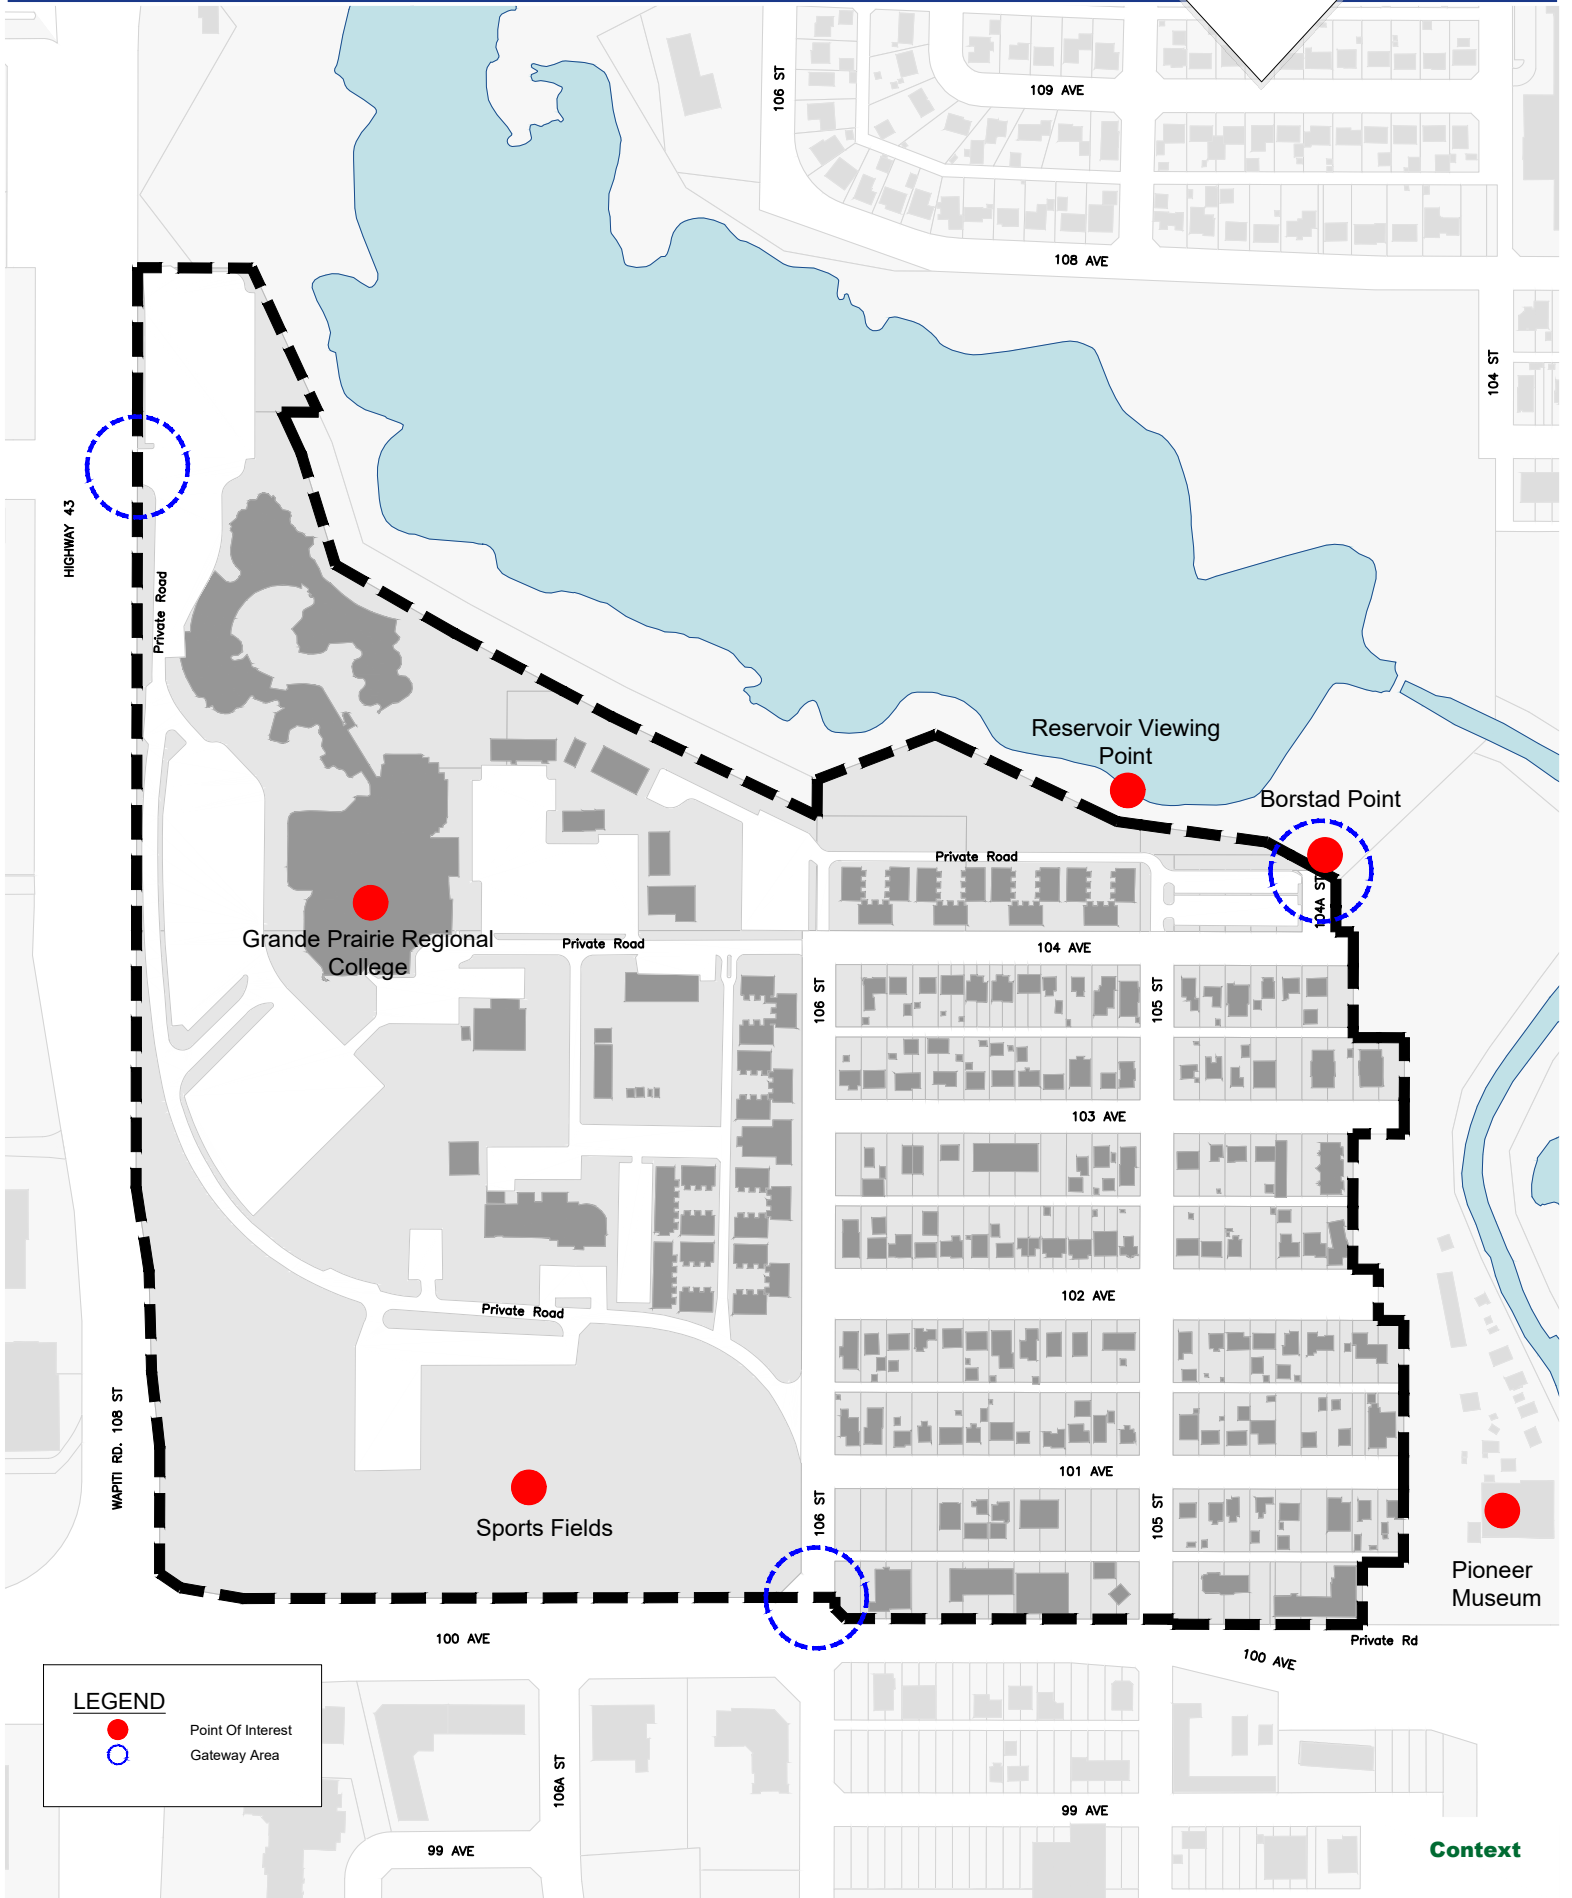 106 ST
109 AVE
108 AVE
104 ST
HIGHWAY 43
Private Road
Reservoir Viewing
Point
Borstad Point
Private Road
104A ST
Grande Prairie Regional
College
Private Road
104 AVE
106 ST
105 ST
103 AVE
102 AVE
Private Road
WAPITI RD. 108 ST
101 AVE
106 ST
105 ST
Sports Fields
Pioneer
Museum
100 AVE
Private Rd
100 AVE
LEGEND
Point Of Interest
Gateway Area
106A ST
99 AVE
99 AVE
Context